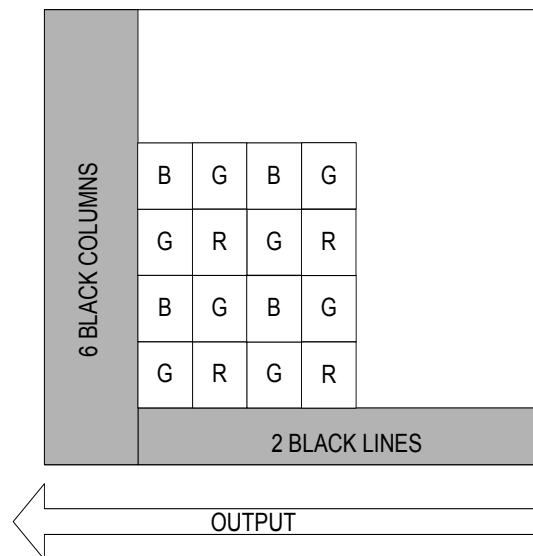 6 BLACK COLUMNS
B G B G
G R G R
B G B G
G R G R
2 BLACK LINES
OUTPUT